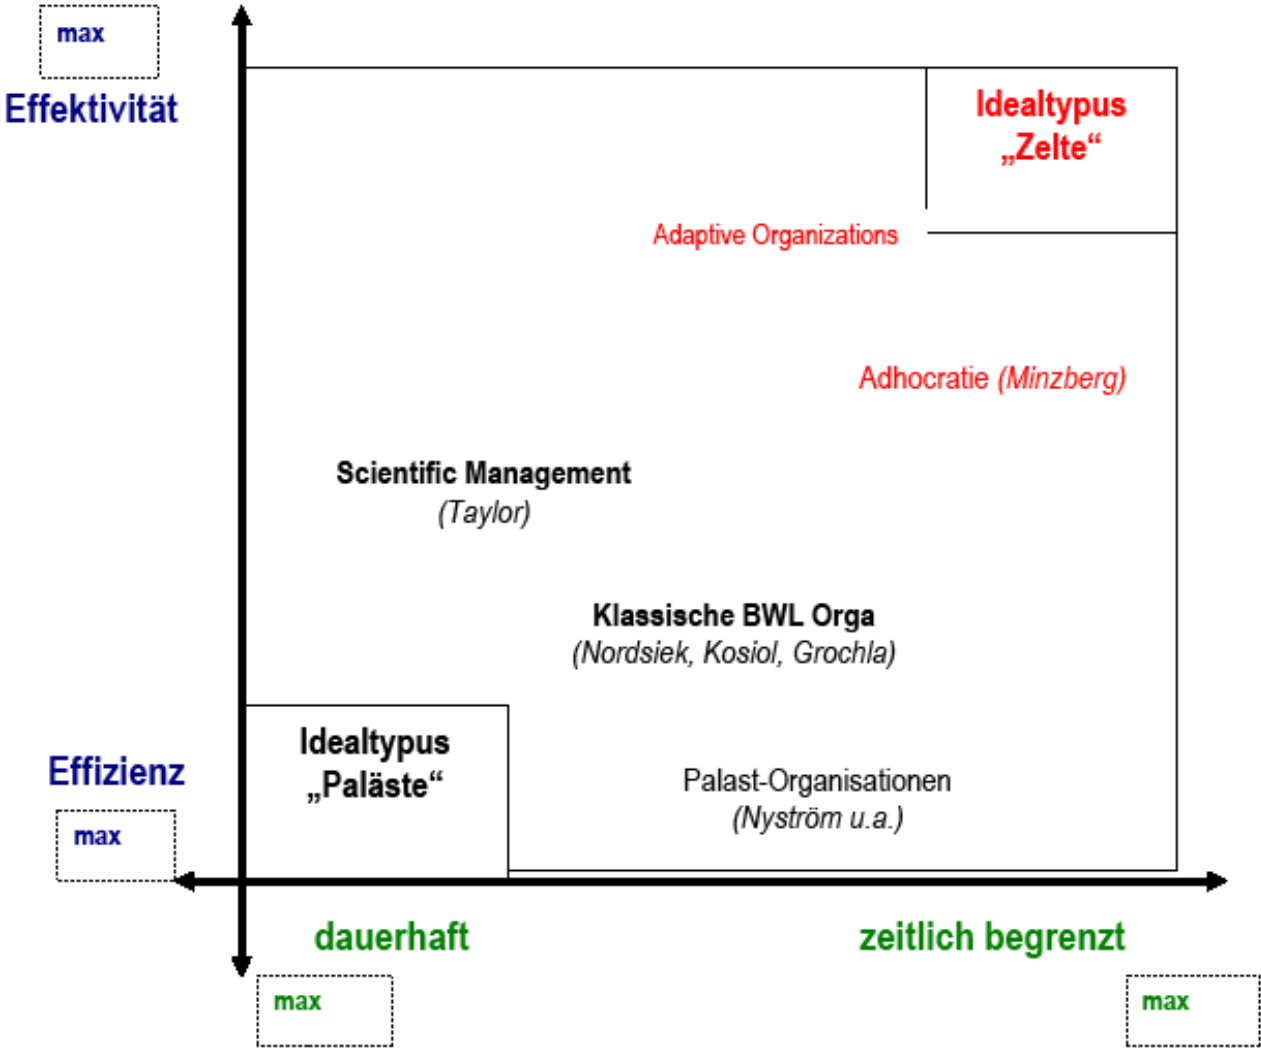 max
Effektivität
Idealtypus
„Zelte“
Adaptive Organizations
Adhocratie (Minzberg)
Scientific Management
(Taylor)
Klassische BWL Orga
(Nordsiek, Kosiol, Grochla)
Idealtypus
„Paläste“
Effizienz
max
Palast-Organisationen
(Nyström u.a.)
dauerhaft
zeitlich begrenzt
max
max